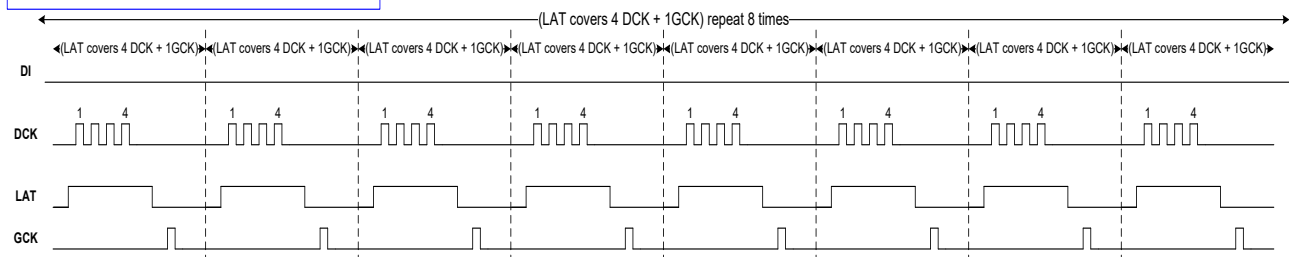 (LAT covers 4 DCK + 1GCK) repeat 8 times
(LAT covers 4 DCK + 1GCK) (LAT covers 4 DCK + 1GCK) (LAT covers 4 DCK + 1GCK) (LAT covers 4 DCK + 1GCK) (LAT covers 4 DCK + 1GCK) (LAT covers 4 DCK + 1GCK) (LAT covers 4 DCK + 1GCK) (LAT covers 4 DCK + 1GCK)
DI
1 4 1 4 1 4 1 4 1 4 1 4 1 4 1 4
DCK
LAT
GCK